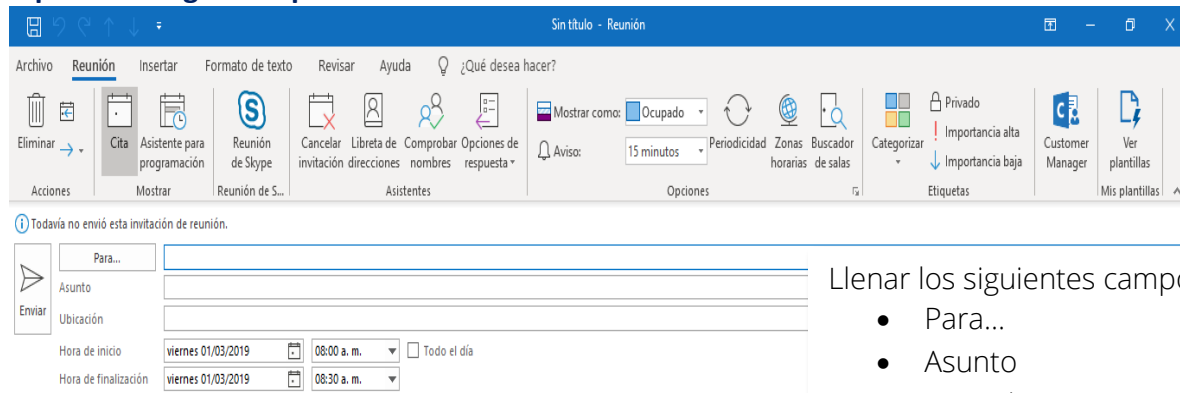 Sin título - Reunión
Archivo Reunión Insertar Formato de texto Revisar Ayuda ¿Qué desea hacer?
Eliminar
Cita
Asistente para programación
Reunión de Skype
Cancelar invitación
Libreta de direcciones
Comprobar nombres
Opciones de respuesta
Mostrar como: Ocupado
Aviso: 15 minutos
Periodicidad
Zonas horarias
Buscador de salas
Categorizar
Privado
Importancia alta
Importancia baja
Customer Manager
Ver plantillas
Acciones Mostrar Reunión de S... Asistentes Opciones Etiquetas Mis plantillas
Todavía no envió esta invitación de reunión.
Enviar
Para...
Asunto
Ubicación
Hora de inicio viernes 01/03/2019 08:00 a. m. Todo el día
Hora de finalización viernes 01/03/2019 08:30 a. m.
Llenar los siguientes campo
• Para...
• Asunto